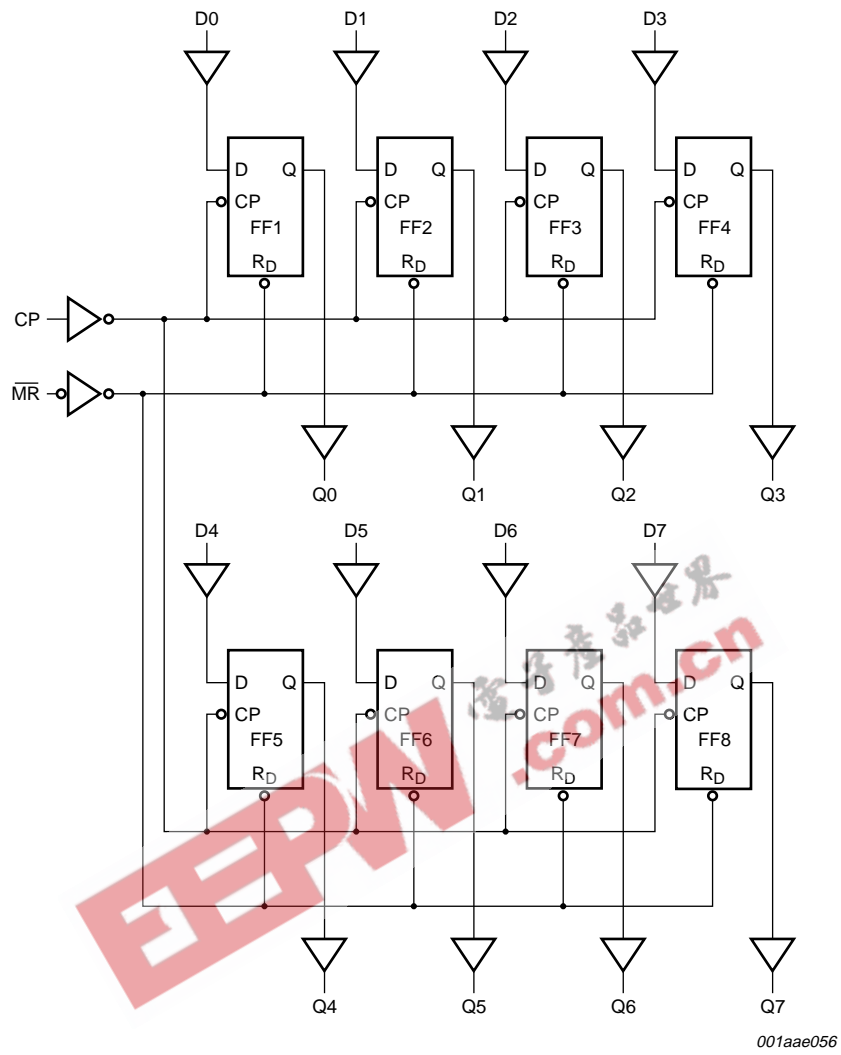 D0 D1 D2 D3
D Q D Q D Q D Q
CP CP CP CP
FF1 FF2 FF3 FF4
RD RD RD RD
CP
MR
Q0 Q1 Q2 Q3
D4 D5 D6 D7
D Q D Q D Q D Q
CP CP CP CP
FF5 FF6 FF7 FF8
RD RD RD RD
Q4 Q5 Q6 Q7
EEPW
.com.cn
電子產品世界
001aae056